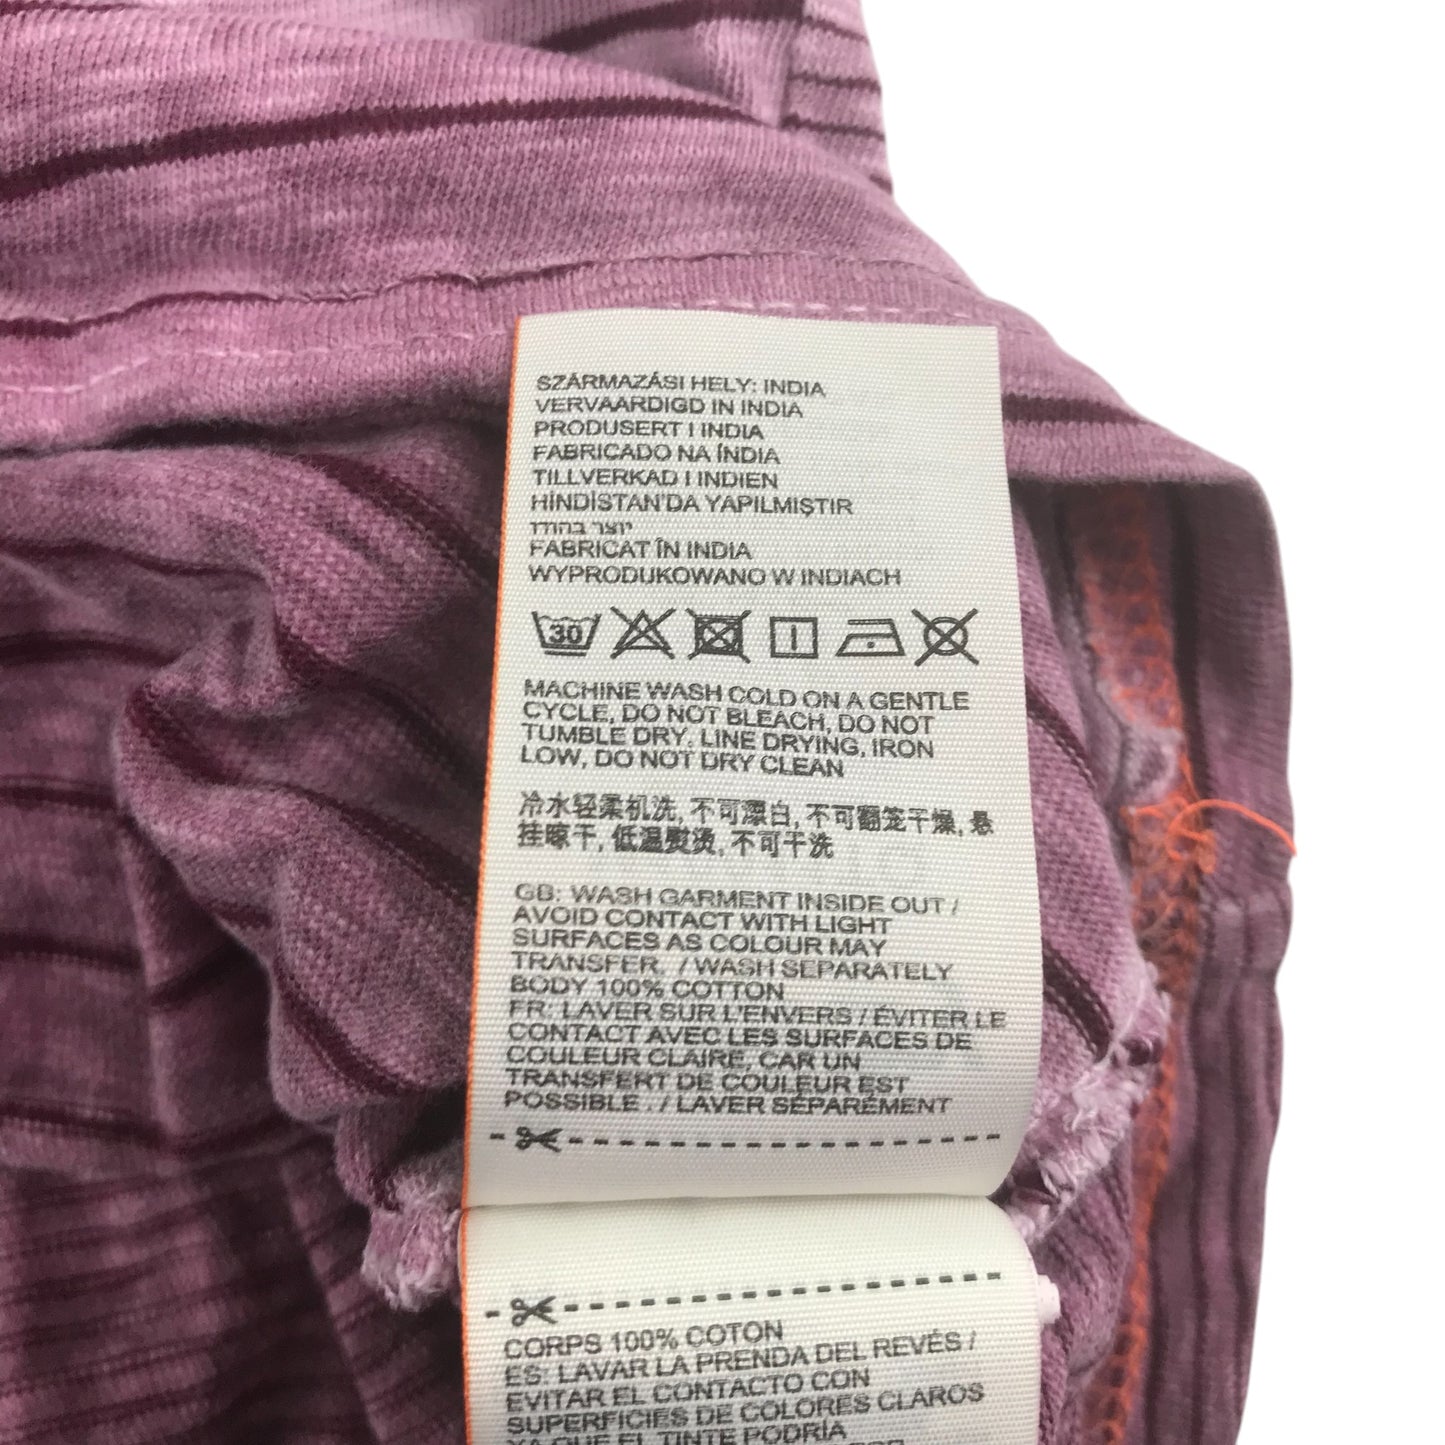 SZÁRMAZÁSI HELY: INDIA
VERVAARDIGD IN INDIA
PRODUSERT I INDIA
FABRICADO NA ÍNDIA
TILLVERKAD I INDIEN
HİNDİSTAN'DA YAPILMIŞTIR
יוצר בהודו
FABRICAT ÎN INDIA
WYPRODUKOWANO W INDIACH
30
MACHINE WASH COLD ON A GENTLE
CYCLE, DO NOT BLEACH, DO NOT
TUMBLE DRY, LINE DRYING, IRON
LOW, DO NOT DRY CLEAN
冷水轻柔机洗, 不可漂白, 不可翻笼干燥, 悬
挂晾干, 低温熨烫, 不可干洗
GB: WASH GARMENT INSIDE OUT /
AVOID CONTACT WITH LIGHT
SURFACES AS COLOUR MAY
TRANSFER. / WASH SEPARATELY
BODY 100% COTTON
FR: LAVER SUR L'ENVERS / ÉVITER LE
CONTACT AVEC LES SURFACES DE
COULEUR CLAIRE, CAR UN
TRANSFERT DE COULEUR EST
POSSIBLE . / LAVER SÉPARÉMENT
CORPS 100% COTON
ES: LAVAR LA PRENDA DEL REVÉS /
EVITAR EL CONTACTO CON
SUPERFICIES DE COLORES CLAROS
YA QUE EL TINTE PODRÍA